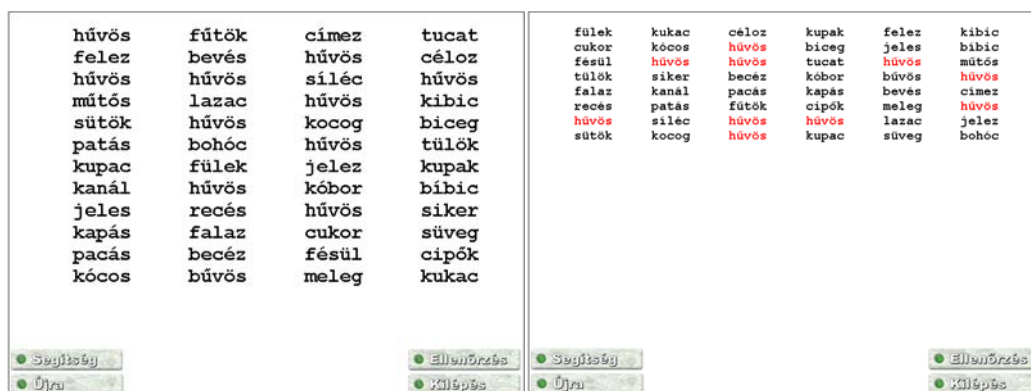 hűvös fűtök címez tucat
felez bevés hűvös céloz
hűvös hűvös síléc hűvös
műtős lazac hűvös kibic
sütök hűvös kocog biceg
patás bohóc hűvös tülök
kupac fülek jelez kupak
kanál hűvös kóbor bíbic
jeles recés hűvös siker
kapás falaz cukor süveg
pacás becéz fésül cipők
kócos bűvös meleg kukac
Segítség
Ellenőrzés
Újra
Kilépés
fülek kukac céloz kupak felez kibic
cukor kócos hűvös biceg jeles bíbic
fésül hűvös hűvös tucat hűvös műtős
tülök siker becéz kóbor bűvös hűvös
falaz kanál pacás kapás bevés címez
recés patás fűtök cipők meleg hűvös
hűvös síléc hűvös hűvös lazac jelez
sütök kocog hűvös kupac süveg bohóc
Segítség
Ellenőrzés
Újra
Kilépés